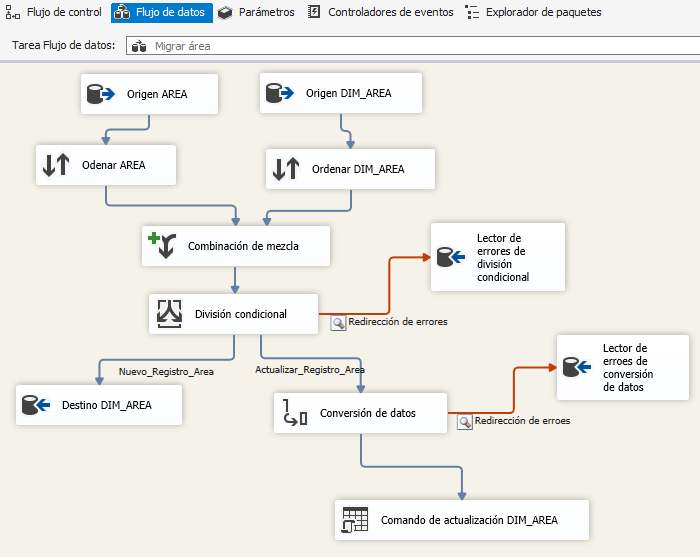 Flujo de control
Flujo de datos
Parámetros
Controladores de eventos
Explorador de paquetes
Tarea Flujo de datos:
Migrar área
Origen AREA
Origen DIM_AREA
Odenar AREA
Ordenar DIM_AREA
Combinación de mezcla
Lector de
errores de
división
condicional
División condicional
Redirección de errores
Nuevo_Registro_Area
Actualizar_Registro_Area
Lector de
erroes de
conversión
de datos
Destino DIM_AREA
Conversión de datos
Redirección de erroes
Comando de actualización DIM_AREA